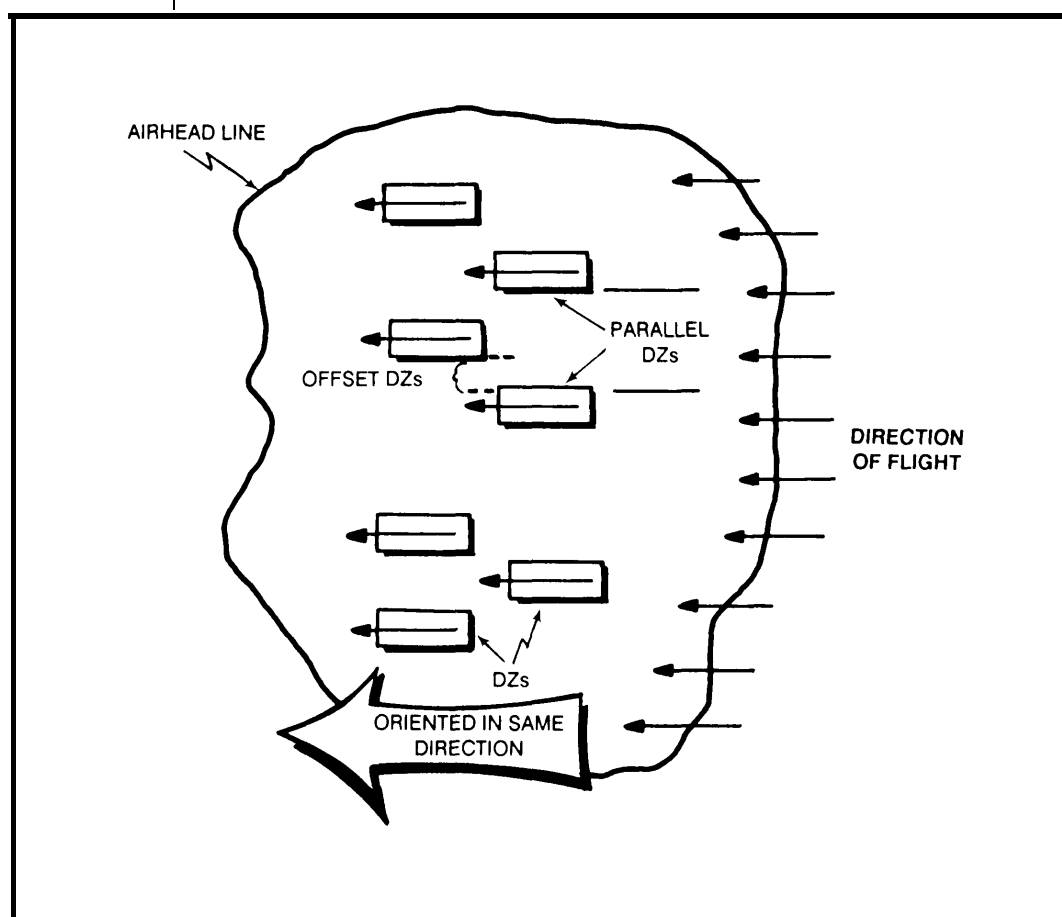 AIRHEAD LINE
PARALLEL
DZs
OFFSET DZs
DIRECTION
OF FLIGHT
DZs
ORIENTED IN SAME
DIRECTION